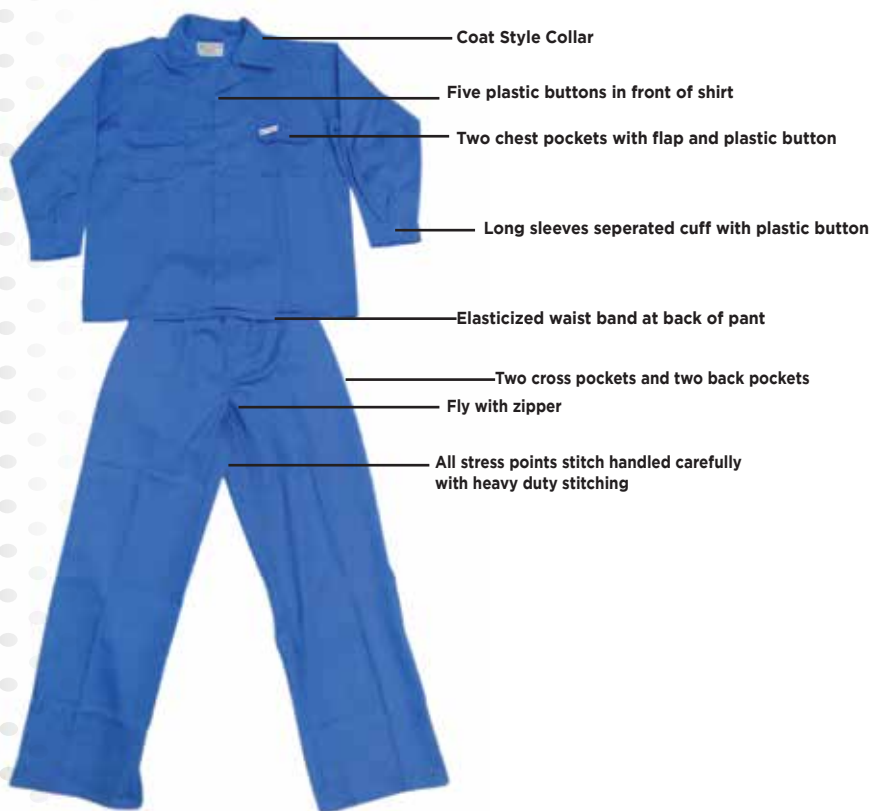 Coat Style Collar
Five plastic buttons in front of shirt
Two chest pockets with flap and plastic button
Long sleeves seperated cuff with plastic button
Elasticized waist band at back of pant
Two cross pockets and two back pockets
Fly with zipper
All stress points stitch handled carefully
with heavy duty stitching